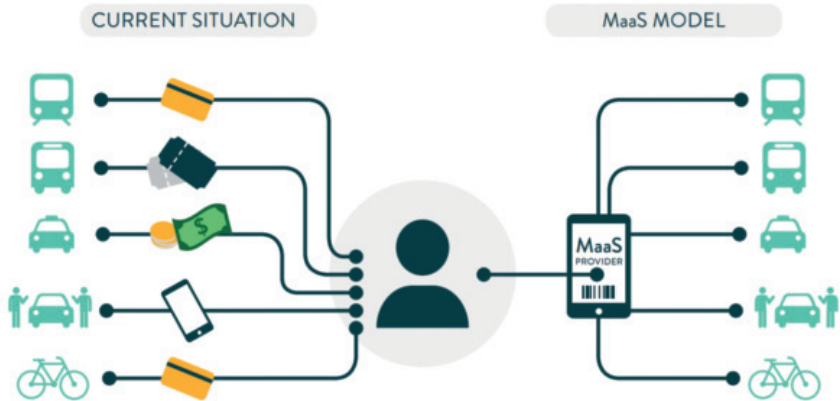 CURRENT SITUATION
MaaS MODEL
$
MaaS
PROVIDER